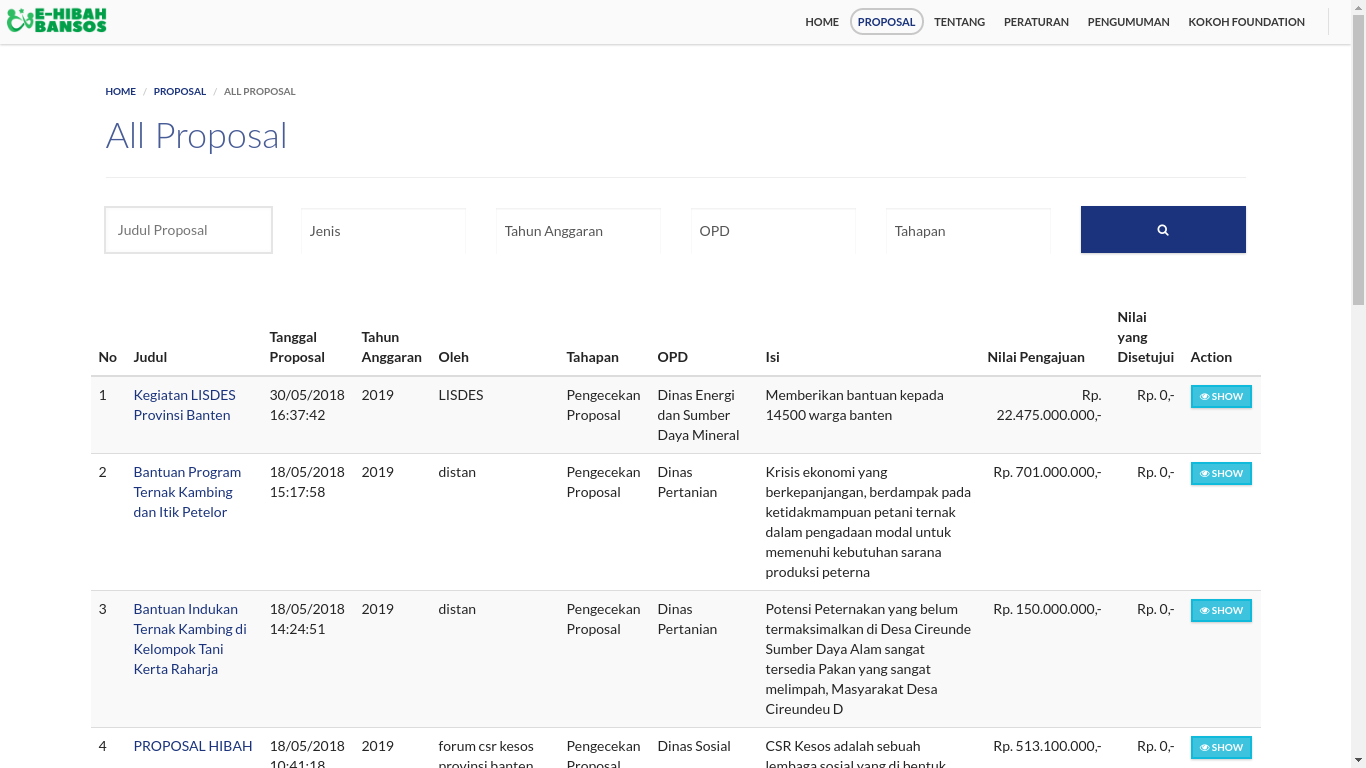 E-HIBAH
BANSOS
HOME PROPOSAL TENTANG PERATURAN PENGUMUMAN KOKOH FOUNDATION
HOME / PROPOSAL / ALL PROPOSAL
All Proposal
Judul Proposal Jenis Tahun Anggaran OPD Tahapan
No Judul Tanggal Proposal Tahun Anggaran Oleh Tahapan OPD Isi Nilai Pengajuan Nilai yang Disetujui Action
1 Kegiatan LISDES 30/05/2018 2019 LISDES Pengecekan Dinas Energi Memberikan bantuan kepada Rp. Rp. 0,- SHOW
Provinsi Banten 16:37:42 Proposal dan Sumber 14500 warga banten 22.475.000.000,-
Daya Mineral
2 Bantuan Program 18/05/2018 2019 distan Pengecekan Dinas Krisis ekonomi yang Rp. 701.000.000,- Rp. 0,- SHOW
Ternak Kambing 15:17:58 Proposal Pertanian berkepanjangan, berdampak pada
dan Itik Petelor ketidakmampuan petani ternak
dalam pengadaan modal untuk
memenuhi kebutuhan sarana
produksi peterna
3 Bantuan Indukan 18/05/2018 2019 distan Pengecekan Dinas Potensi Peternakan yang belum Rp. 150.000.000,- Rp. 0,- SHOW
Ternak Kambing di 14:24:51 Proposal Pertanian termaksimalkan di Desa Cireunde
Kelompok Tani Sumber Daya Alam sangat
Kerta Raharja tersedia Pakan yang sangat
melimpah, Masyarakat Desa
Cireundeu D
4 PROPOSAL HIBAH 18/05/2018 2019 forum csr kesos Pengecekan Dinas Sosial CSR Kesos adalah sebuah Rp. 513.100.000,- Rp. 0,- SHOW
10:41:18 provinsi banten Proposal lembaga sosial yang di bentuk